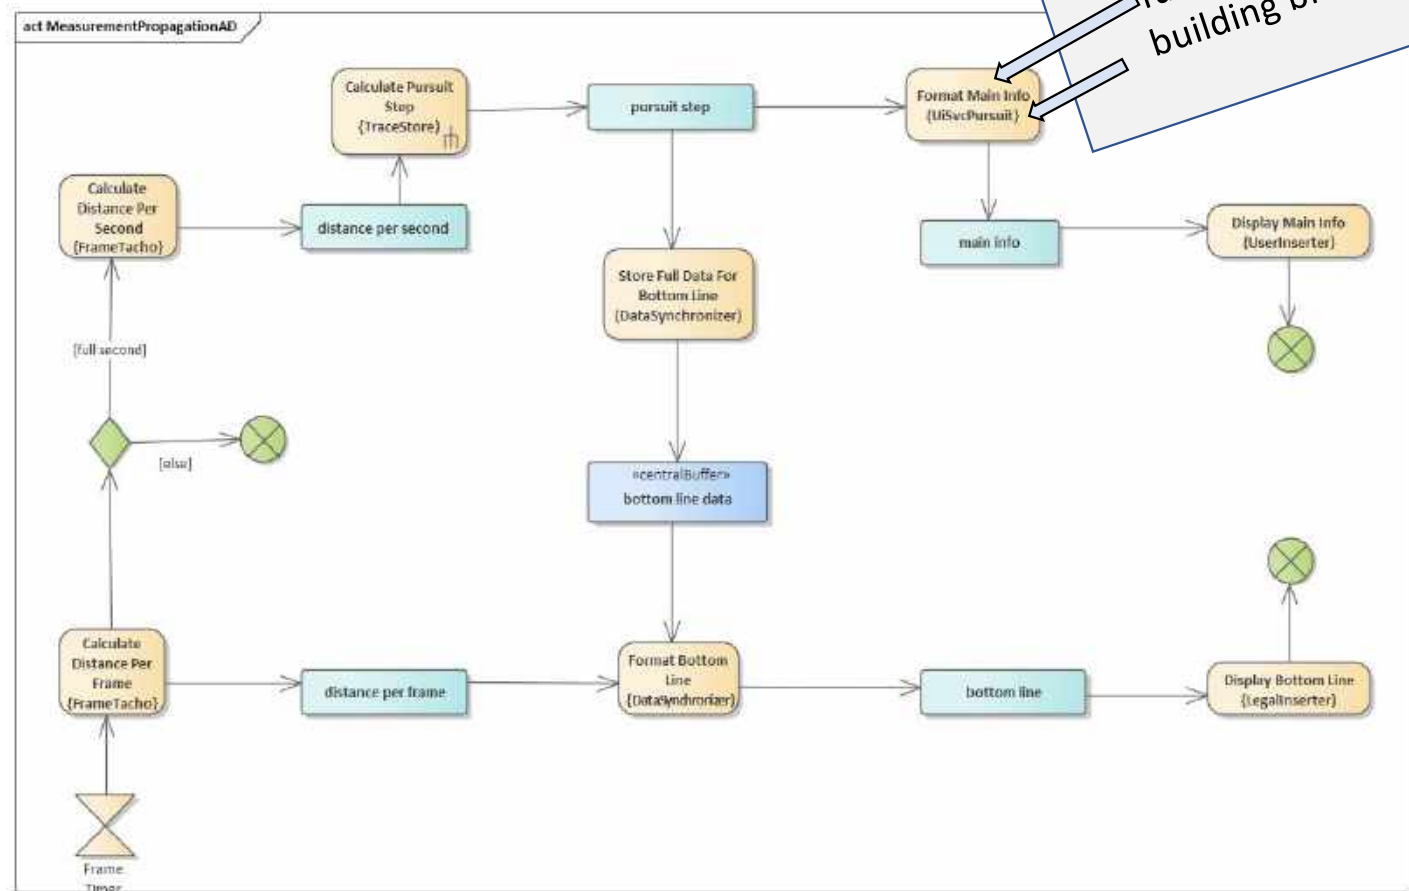 act MeasurementPropagationAD
building
Calculate Pursuit
Step
{TraceStore}
pursuit step
Format Main Info
{UiSvcPursuit}
Calculate
Distance Per
Second
{FrameTacho}
distance per second
main info
Display Main Info
{UserInserter}
Store Full Data For
Bottom Line
{DataSynchronizer}
[full second]
[else]
«centralBuffer»
bottom line data
Calculate
Distance Per
Frame
{FrameTacho}
distance per frame
Format Bottom
Line
{DataSynchronizer}
bottom line
Display Bottom Line
{LegalInserter}
Frame
Timer